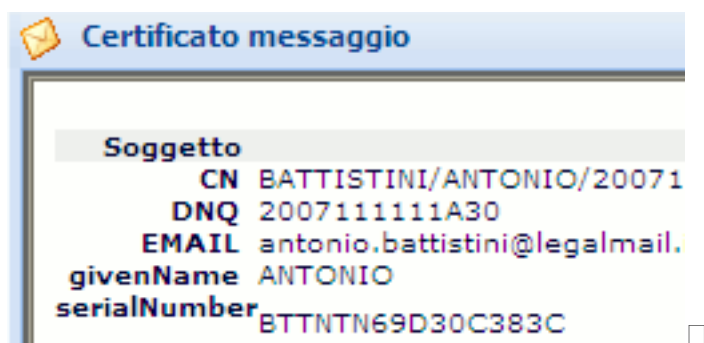 Certificato messaggio
Soggetto
CN BATTISTINI/ANTONIO/20071
DNQ 2007111111A30
EMAIL antonio.battistini@legalmail.
givenName ANTONIO
serialNumber BTTNTN69D30C383C